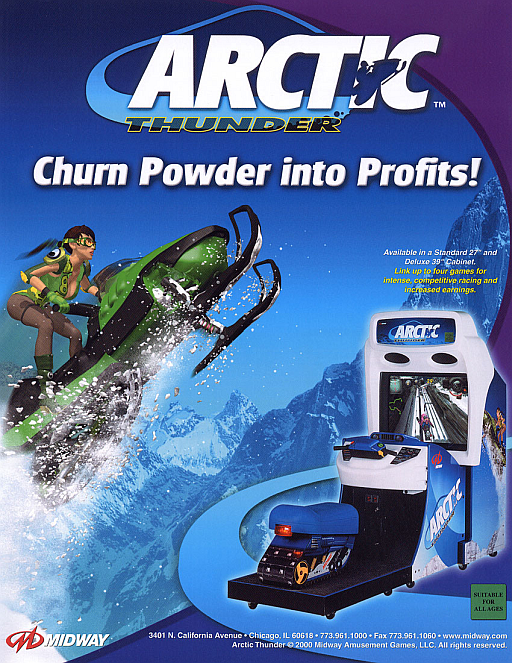 ARCTIC™
THUNDER
Churn Powder into Profits!
Available in a Standard 27" and
Deluxe 39" Cabinet.
Link up to four games for
intense, competitive racing and
increased earnings.
ARCTIC
THUNDER
ARCTIC
THUNDER
SUITABLE
FOR
ALL AGES
MIDWAY
3401 N. California Avenue • Chicago, IL 60618 • 773.961.1000 • Fax 773.961.1060 • www.midway.com
Arctic Thunder © 2000 Midway Amusement Games, LLC. All rights reserved.